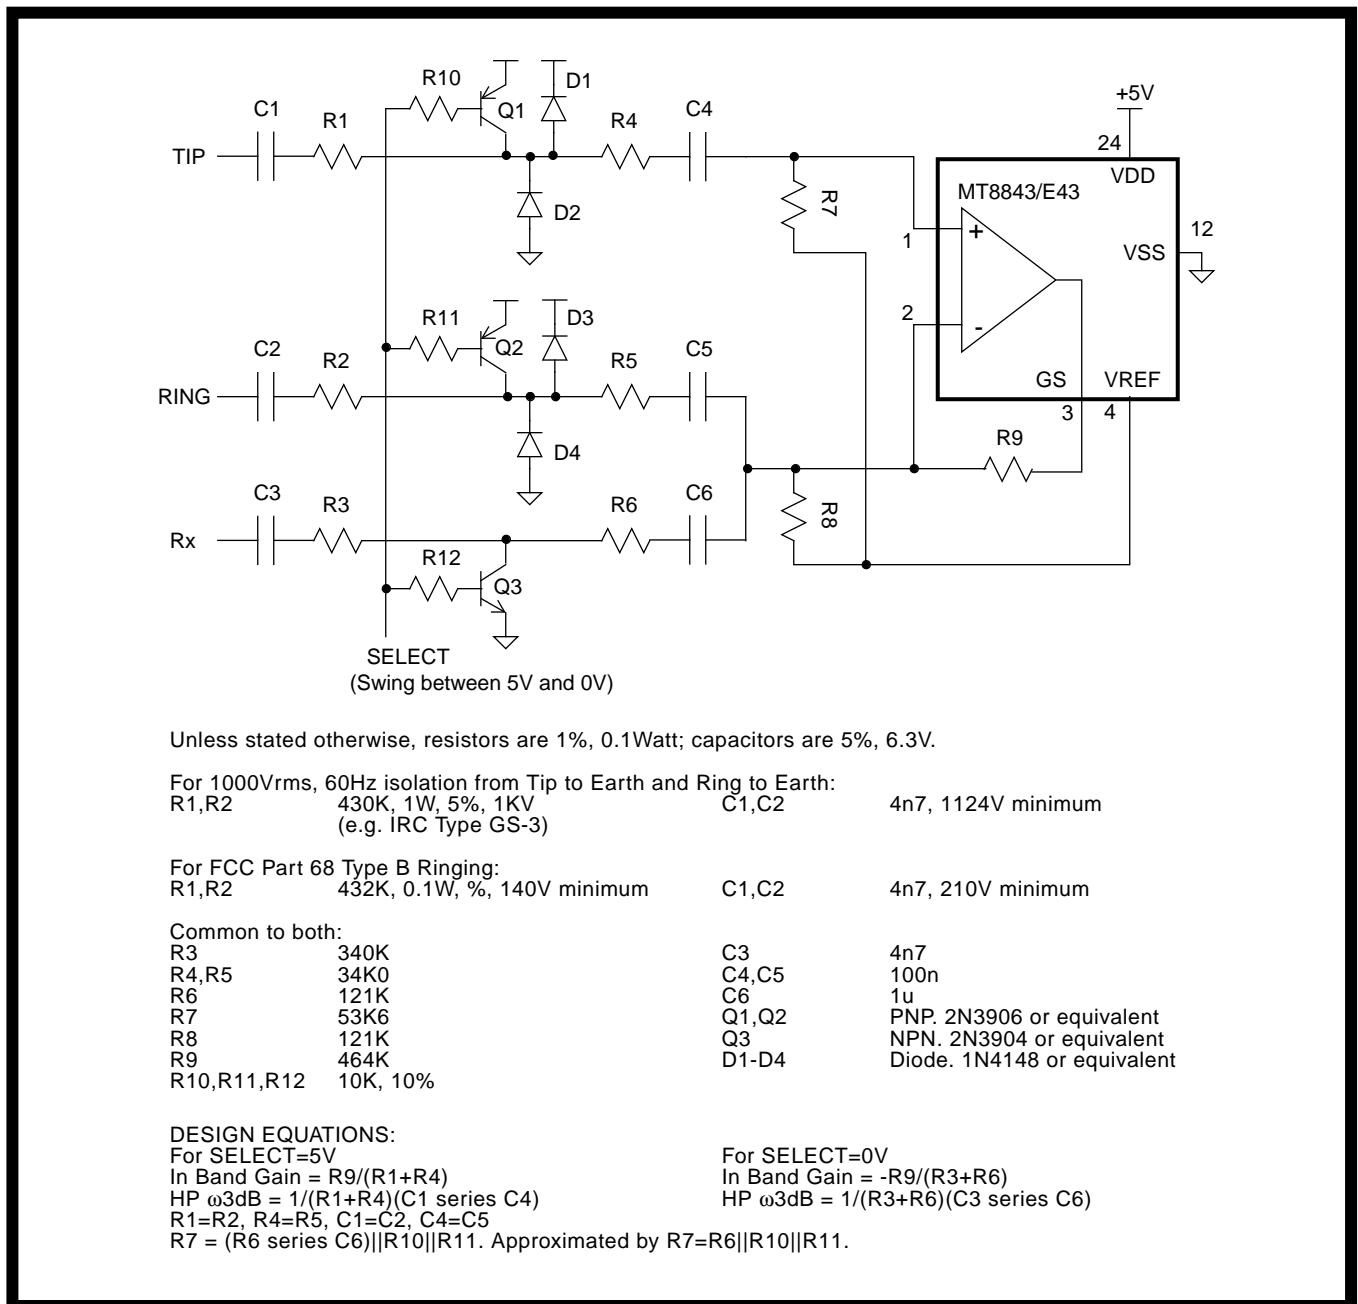 R10
D1
+5V
C1
R1
Q1
R4
C4
24
TIP
VDD
MT8843/E43
R7
D2
+
1
12
VSS
R11
D3
2
-
C2
R2
Q2
R5
C5
GS VREF
RING
3 4
R9
D4
C3
R3
R6
C6
R8
Rx
R12
Q3
SELECT
(Swing between 5V and 0V)
Unless stated otherwise, resistors are 1%, 0.1Watt; capacitors are 5%, 6.3V.
For 1000Vrms, 60Hz isolation from Tip to Earth and Ring to Earth:
R1,R2 430K, 1W, 5%, 1KV C1,C2 4n7, 1124V minimum
(e.g. IRC Type GS-3)
For FCC Part 68 Type B Ringing:
R1,R2 432K, 0.1W, %, 140V minimum C1,C2 4n7, 210V minimum
Common to both:
R3 340K C3 4n7
R4,R5 34K0 C4,C5 100n
R6 121K C6 1u
R7 53K6 Q1,Q2 PNP. 2N3906 or equivalent
R8 121K Q3 NPN. 2N3904 or equivalent
R9 464K D1-D4 Diode. 1N4148 or equivalent
R10,R11,R12 10K, 10%
DESIGN EQUATIONS:
For SELECT=5V For SELECT=0V
In Band Gain = R9/(R1+R4) In Band Gain = -R9/(R3+R6)
HP ω3dB = 1/(R1+R4)(C1 series C4) HP ω3dB = 1/(R3+R6)(C3 series C6)
R1=R2, R4=R5, C1=C2, C4=C5
R7 = (R6 series C6)||R10||R11. Approximated by R7=R6||R10||R11.